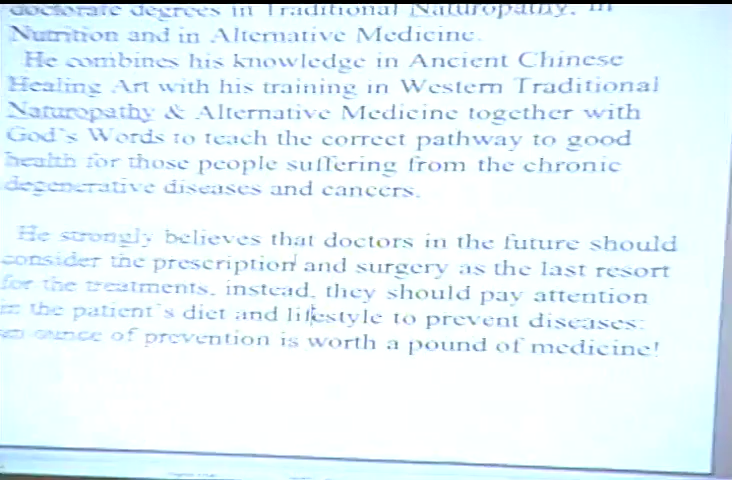 doctorate degrees in Traditional Naturopathy, in
Nutrition and in Alternative Medicine.
He combines his knowledge in Ancient Chinese
Healing Art with his training in Western Traditional
Naturopathy & Alternative Medicine together with
God's Words to teach the correct pathway to good
health for those people suffering from the chronic
degenerative diseases and cancers.
He strongly believes that doctors in the future should
consider the prescription and surgery as the last resort
for the treatments, instead, they should pay attention
in the patient's diet and lifestyle to prevent diseases:
an ounce of prevention is worth a pound of medicine!